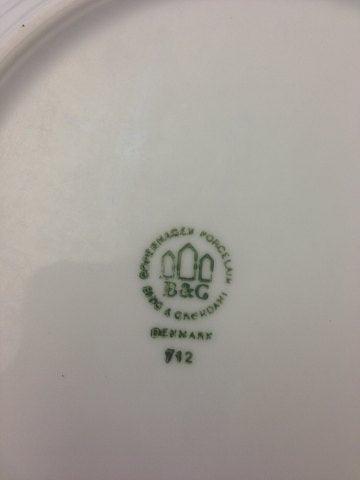 COPENHAGEN PORCELAIN
BING & GRØNDAHL
B&G
DENMARK
712